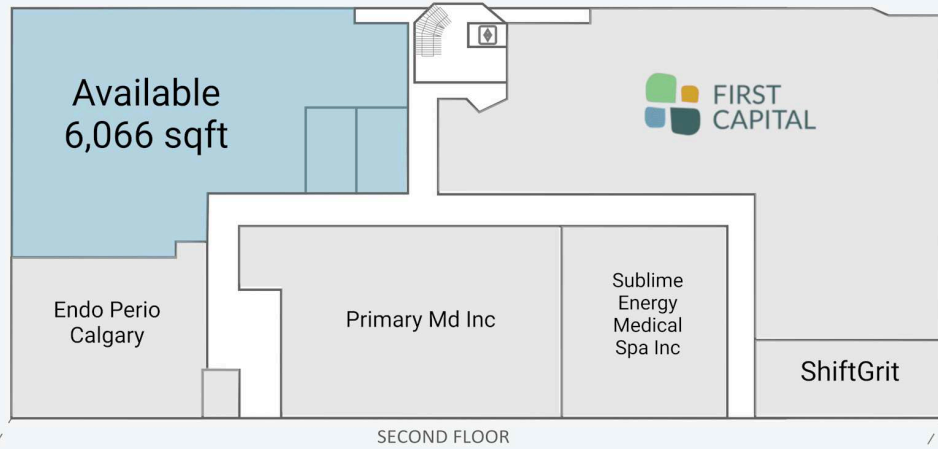 Available
6,066 sqft
FIRST
CAPITAL
Endo Perio
Calgary
Primary Md Inc
Sublime
Energy
Medical
Spa Inc
ShiftGrit
SECOND FLOOR